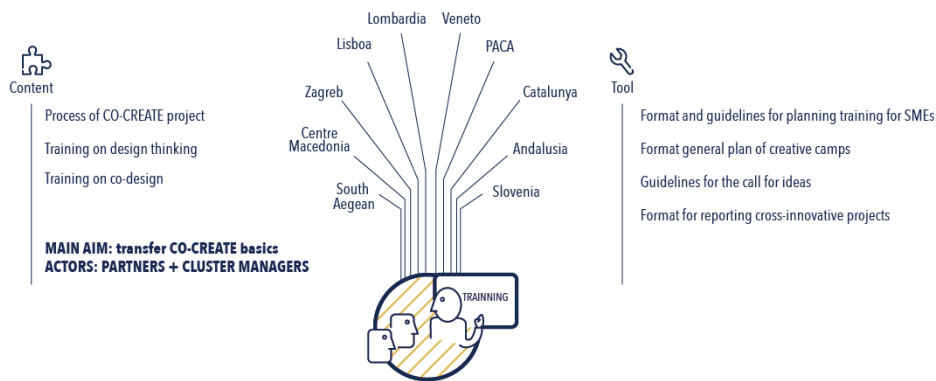 Content
Process of CO-CREATE project
Training on design thinking
Training on co-design
MAIN AIM: transfer CO-CREATE basics
ACTORS: PARTNERS + CLUSTER MANAGERS
Lombardia
Veneto
Lisboa
PACA
Zagreb
Catalunya
Centre
Macedonia
Andalusia
South
Aegean
Slovenia
TRAINNING
Tool
Format and guidelines for planning training for SMEs
Format general plan of creative camps
Guidelines for the call for ideas
Format for reporting cross-innovative projects